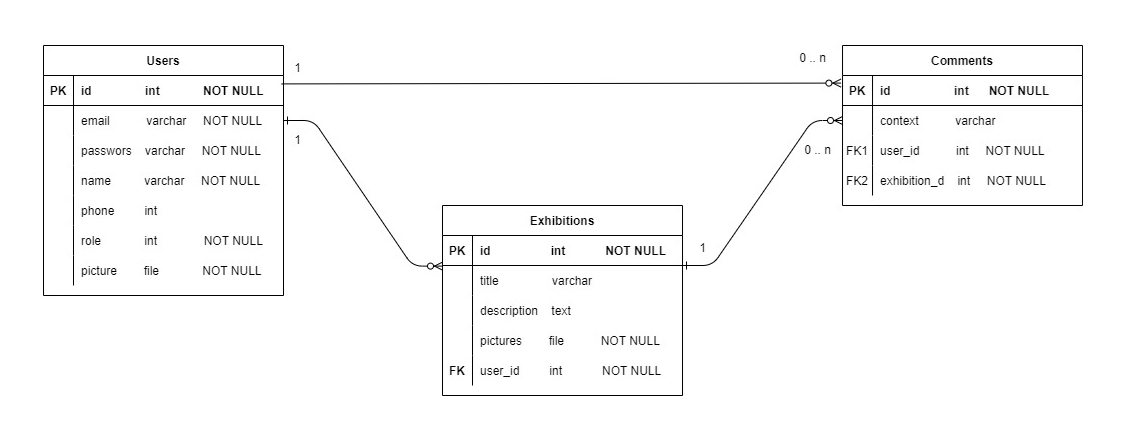 Users
PK id int NOT NULL
email varchar NOT NULL
passwors varchar NOT NULL
name varchar NOT NULL
phone int
role int NOT NULL
picture file NOT NULL
1
1
0 .. n
Comments
PK id int NOT NULL
context varchar
FK1 user_id int NOT NULL
FK2 exhibition_d int NOT NULL
0 .. n
1
Exhibitions
PK id int NOT NULL
title varchar
description text
pictures file NOT NULL
FK user_id int NOT NULL